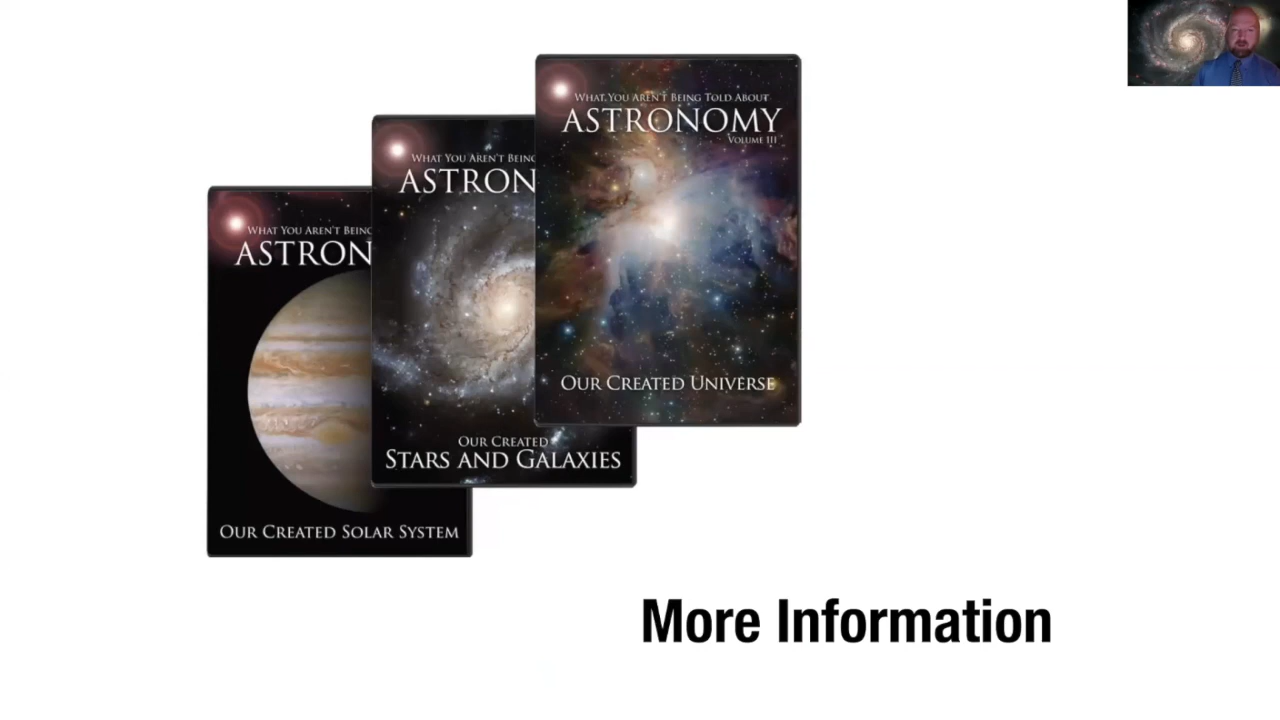 What You Aren't Being Told About
ASTRONOMY
Volume III
Our Created Universe
What You Aren't Being
ASTRON
Our Created
Stars and Galaxies
What You Aren't Being
ASTRON
Our Created Solar System
More Information